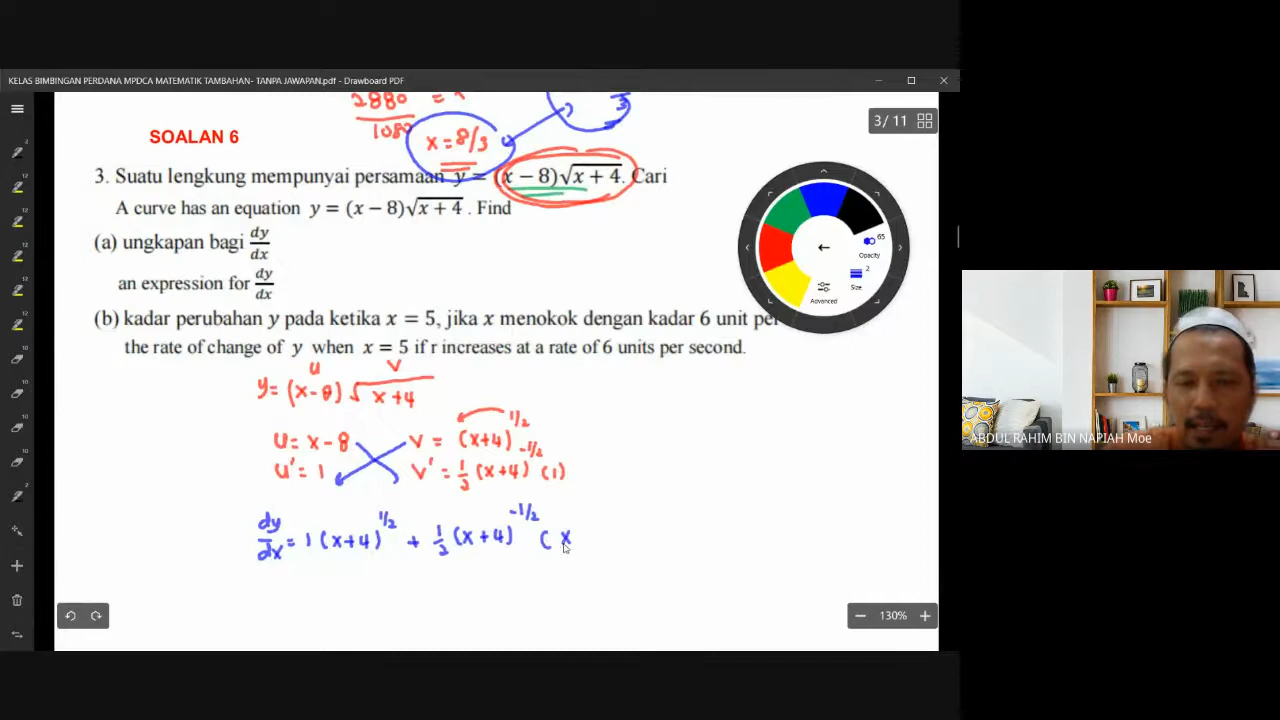 KELAS BIMBINGAN PERDANA MPDCA MATEMATIK TAMBAHAN- TANPA JAWAPAN.pdf - Drawboard PDF
2880
1080
x = 8/3
3 / 11
SOALAN 6
3. Suatu lengkung mempunyai persamaan y = (x − 8)√x + 4. Cari
A curve has an equation y = (x − 8)√x + 4 . Find
(a) ungkapan bagi dy/dx
an expression for dy/dx
(b) kadar perubahan y pada ketika x = 5, jika x menokok dengan kadar 6 unit per
the rate of change of y when x = 5 if r increases at a rate of 6 units per second.
65
Opacity
2
Size
Advanced
u v
y = (x-8) √x+4
u = x-8 v = (x+4)^1/2
u' = 1 v' = 1/2 (x+4)^-1/2 (1)
dy/dx = 1 (x+4)^1/2 + 1/2 (x+4)^-1/2 ( x
130%
ABDUL RAHIM BIN NAPIAH Moe